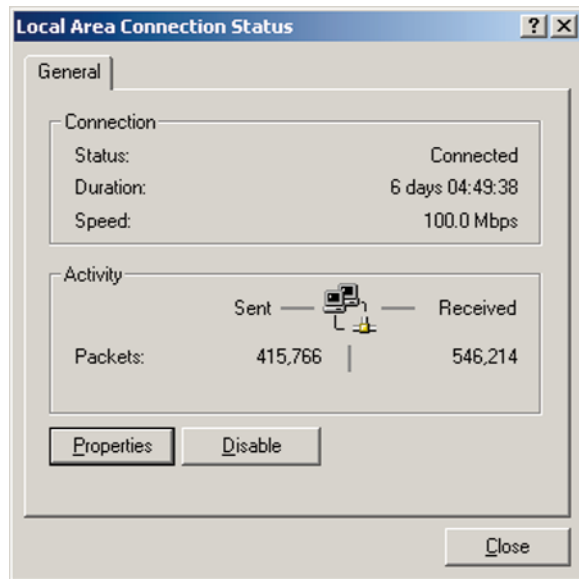 Local Area Connection Status
General
Connection
Status: Connected
Duration: 6 days 04:49:38
Speed: 100.0 Mbps
Activity
Sent Received
Packets: 415,766 546,214
Properties Disable
Close